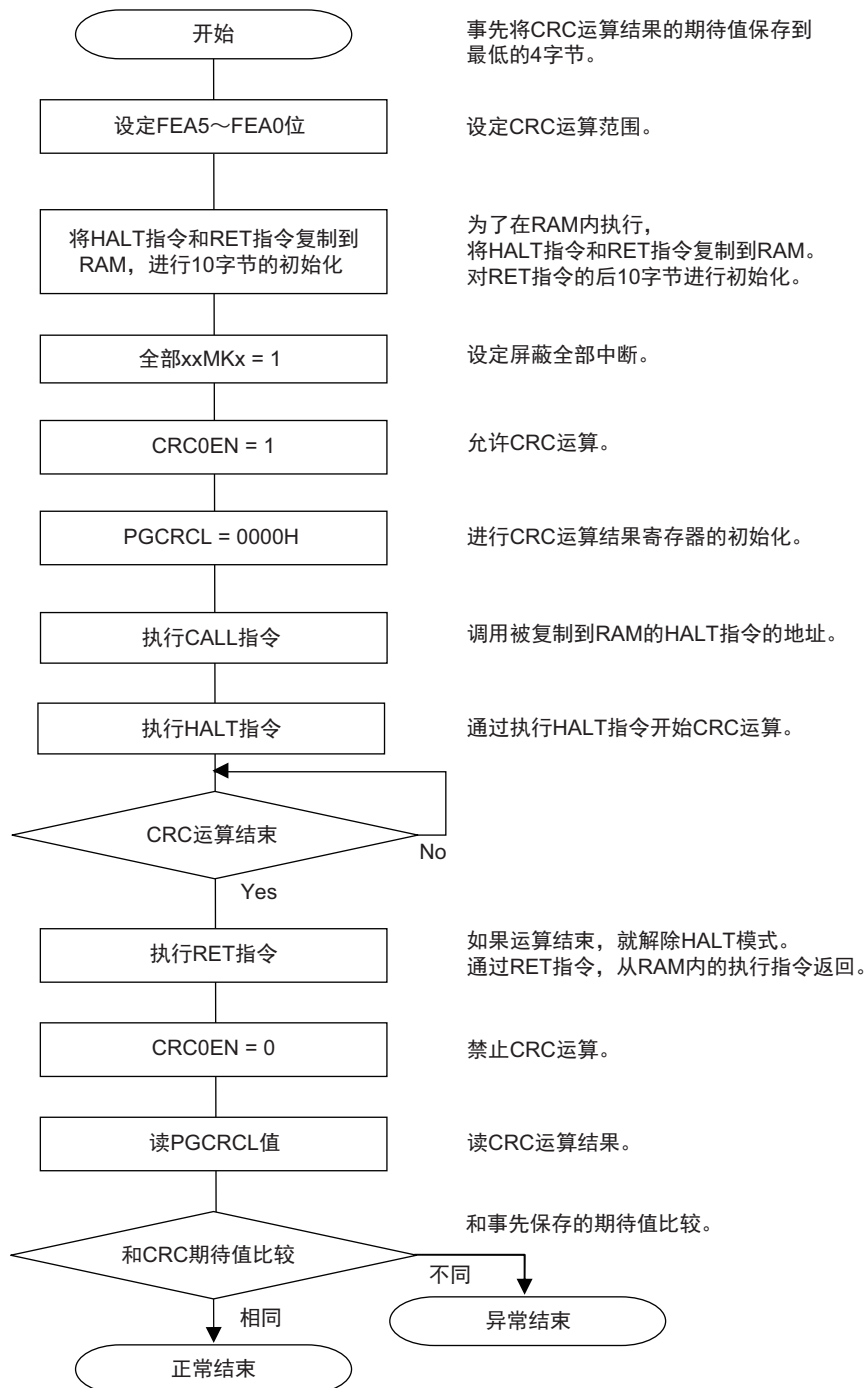 开始
事先将CRC运算结果的期待值保存到
最低的4字节。
设定FEA5～FEA0位
设定CRC运算范围。
将HALT指令和RET指令复制到
RAM，进行10字节的初始化
为了在RAM内执行，
将HALT指令和RET指令复制到RAM。
对RET指令的后10字节进行初始化。
全部xxMKx = 1
设定屏蔽全部中断。
CRC0EN = 1
允许CRC运算。
PGCRCL = 0000H
进行CRC运算结果寄存器的初始化。
执行CALL指令
调用被复制到RAM的HALT指令的地址。
执行HALT指令
通过执行HALT指令开始CRC运算。
CRC运算结束
No
Yes
执行RET指令
如果运算结束，就解除HALT模式。
通过RET指令，从RAM内的执行指令返回。
CRC0EN = 0
禁止CRC运算。
读PGCRCL值
读CRC运算结果。
和事先保存的期待值比较。
和CRC期待值比较
不同
相同
异常结束
正常结束